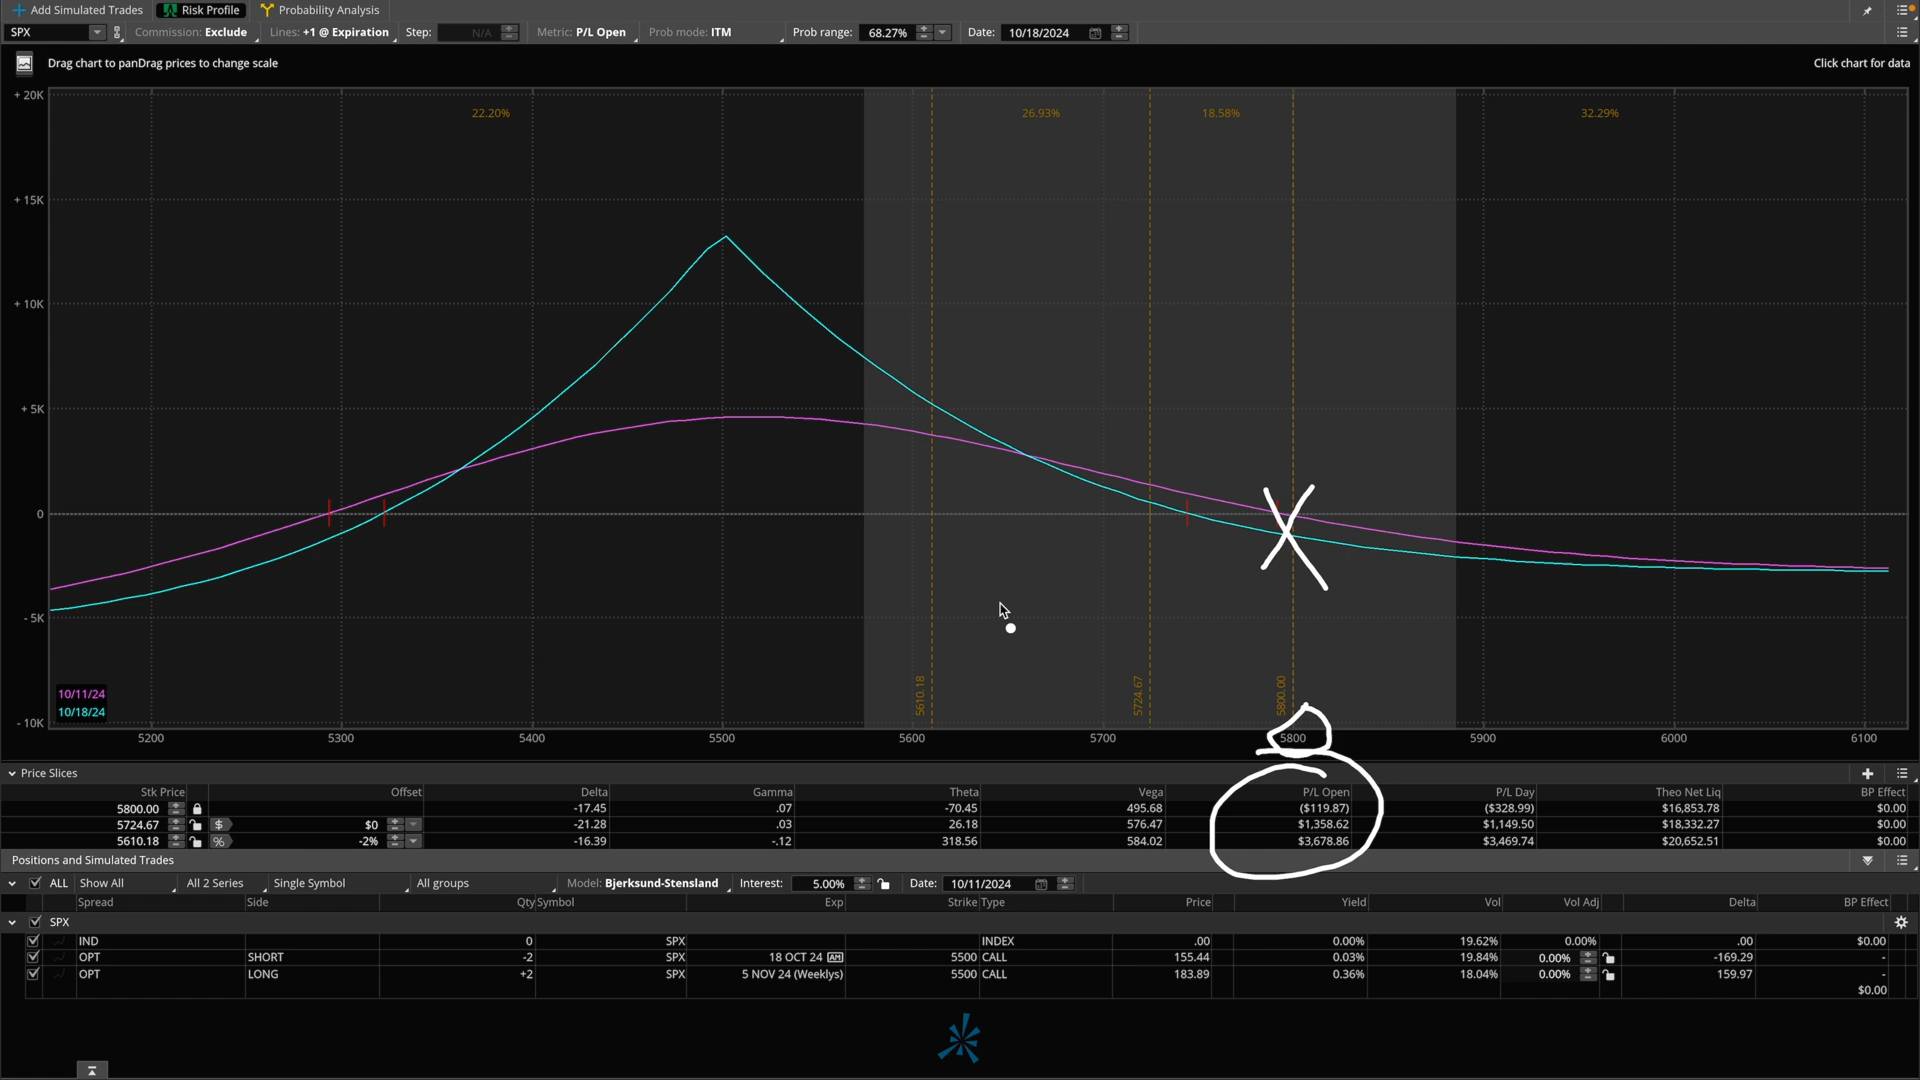 Add Simulated Trades Risk Profile Probability Analysis
SPX Commission: Exclude Lines: +1 @ Expiration Step: N/A Metric: P/L Open Prob mode: ITM Prob range: 68.27% Date: 10/18/2024
Drag chart to panDrag prices to change scale Click chart for data
+ 20K
22.20% 26.93% 18.58% 32.29%
+ 15K
+ 10K
+ 5K
0
- 5K
5610.18 5724.67 5800.00
10/11/24
10/18/24
- 10K
5200 5300 5400 5500 5600 5700 5800 5900 6000 6100
Price Slices
Stk Price Offset Delta Gamma Theta Vega P/L Open P/L Day Theo Net Liq BP Effect
5800.00 -17.45 .07 -70.45 495.68 ($119.87) ($328.99) $16,853.78 $0.00
5724.67 $ $0 -21.28 .03 26.18 576.47 $1,358.62 $1,149.50 $18,332.27 $0.00
5610.18 % -2% -16.39 -.12 318.56 584.02 $3,678.86 $3,469.74 $20,652.51 $0.00
Positions and Simulated Trades
ALL Show All All 2 Series Single Symbol All groups Model: Bjerksund-Stensland Interest: 5.00% Date: 10/11/2024
Spread Side Qty Symbol Exp Strike Type Price Yield Vol Vol Adj Delta BP Effect
SPX
IND 0 SPX INDEX .00 0.00% 19.62% 0.00% .00 $0.00
OPT SHORT -2 SPX 18 OCT 24 AM 5500 CALL 155.44 0.03% 19.84% 0.00% -169.29 -
OPT LONG +2 SPX 5 NOV 24 (Weeklys) 5500 CALL 183.89 0.36% 18.04% 0.00% 159.97 -
$0.00